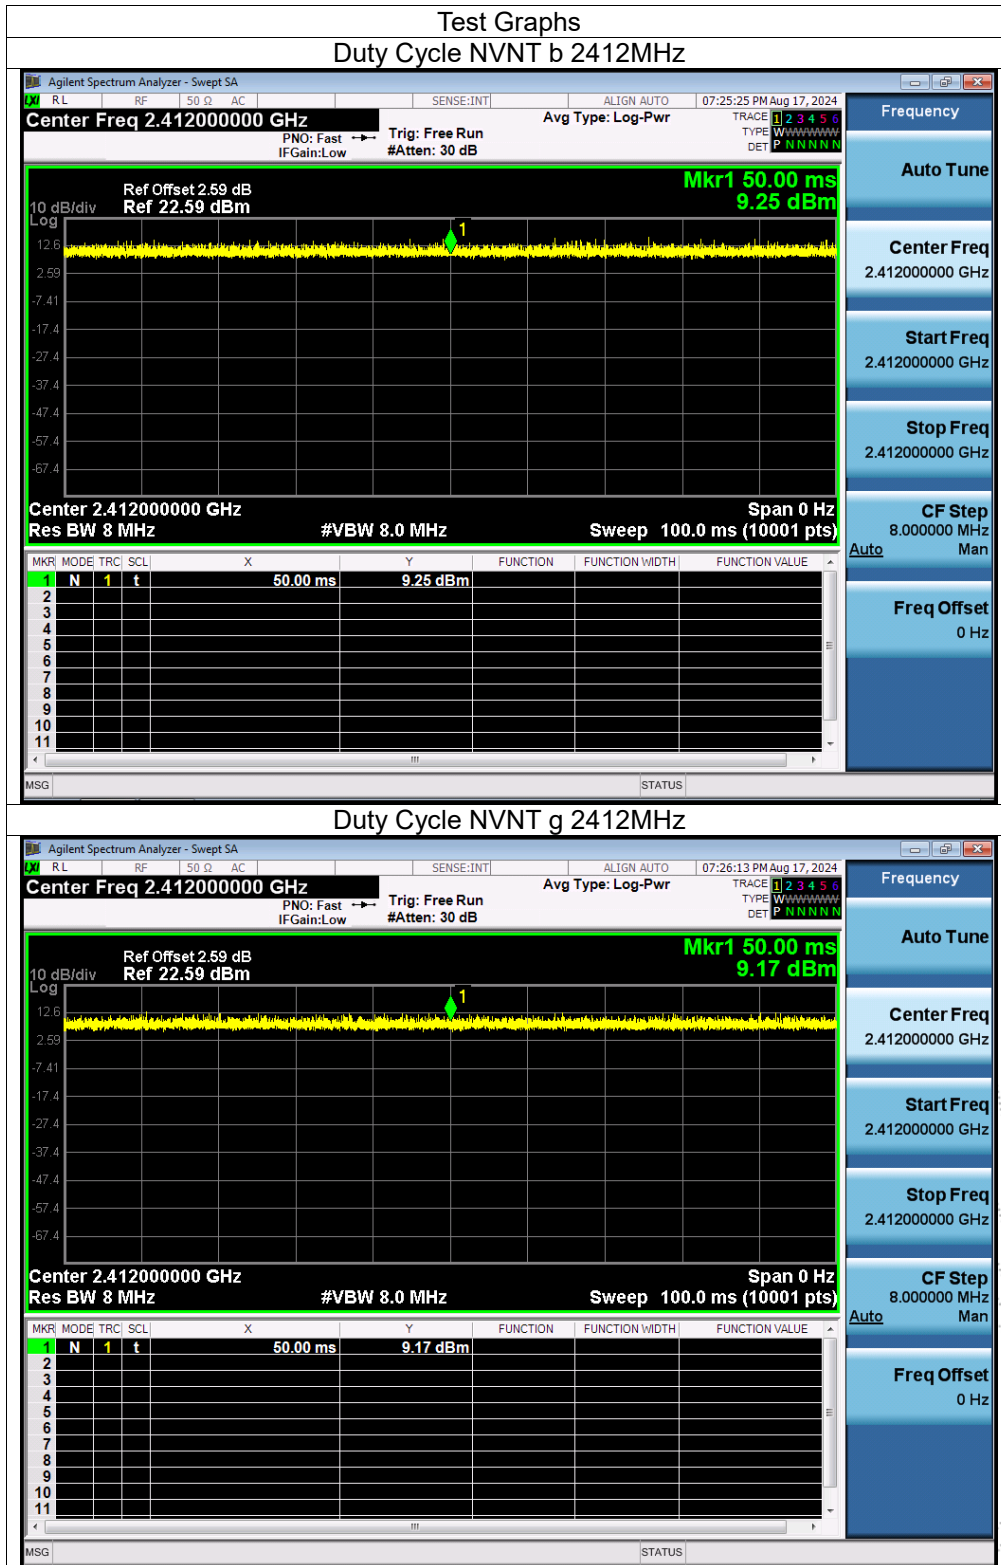 Test Graphs
Duty Cycle NVNT b 2412MHz
Agilent Spectrum Analyzer - Swept SA
LXI RL RF 50 Ω AC SENSE:INT ALIGN AUTO 07:25:25 PM Aug 17, 2024
Center Freq 2.412000000 GHz Avg Type: Log-Pwr TRACE 1 2 3 4 5 6
PNO: Fast Trig: Free Run TYPE WWWWWW
IFGain:Low #Atten: 30 dB DET P N N N N N
Frequency
Auto Tune
Center Freq
2.412000000 GHz
Start Freq
2.412000000 GHz
Stop Freq
2.412000000 GHz
CF Step
8.000000 MHz
Auto Man
Freq Offset
0 Hz
Mkr1 50.00 ms
9.25 dBm
Ref Offset 2.59 dB
10 dB/div Ref 22.59 dBm
Log
1
12.6
2.59
-7.41
-17.4
-27.4
-37.4
-47.4
-57.4
-67.4
Center 2.412000000 GHz Span 0 Hz
Res BW 8 MHz #VBW 8.0 MHz Sweep 100.0 ms (10001 pts)
MKR MODE TRC SCL X Y FUNCTION FUNCTION WIDTH FUNCTION VALUE
1 N 1 t 50.00 ms 9.25 dBm
2
3
4
5
6
7
8
9
10
11
MSG STATUS
Duty Cycle NVNT g 2412MHz
Agilent Spectrum Analyzer - Swept SA
LXI RL RF 50 Ω AC SENSE:INT ALIGN AUTO 07:26:13 PM Aug 17, 2024
Center Freq 2.412000000 GHz Avg Type: Log-Pwr TRACE 1 2 3 4 5 6
PNO: Fast Trig: Free Run TYPE WWWWWW
IFGain:Low #Atten: 30 dB DET P N N N N N
Frequency
Auto Tune
Center Freq
2.412000000 GHz
Start Freq
2.412000000 GHz
Stop Freq
2.412000000 GHz
CF Step
8.000000 MHz
Auto Man
Freq Offset
0 Hz
Mkr1 50.00 ms
9.17 dBm
Ref Offset 2.59 dB
10 dB/div Ref 22.59 dBm
Log
1
12.6
2.59
-7.41
-17.4
-27.4
-37.4
-47.4
-57.4
-67.4
Center 2.412000000 GHz Span 0 Hz
Res BW 8 MHz #VBW 8.0 MHz Sweep 100.0 ms (10001 pts)
MKR MODE TRC SCL X Y FUNCTION FUNCTION WIDTH FUNCTION VALUE
1 N 1 t 50.00 ms 9.17 dBm
2
3
4
5
6
7
8
9
10
11
MSG STATUS